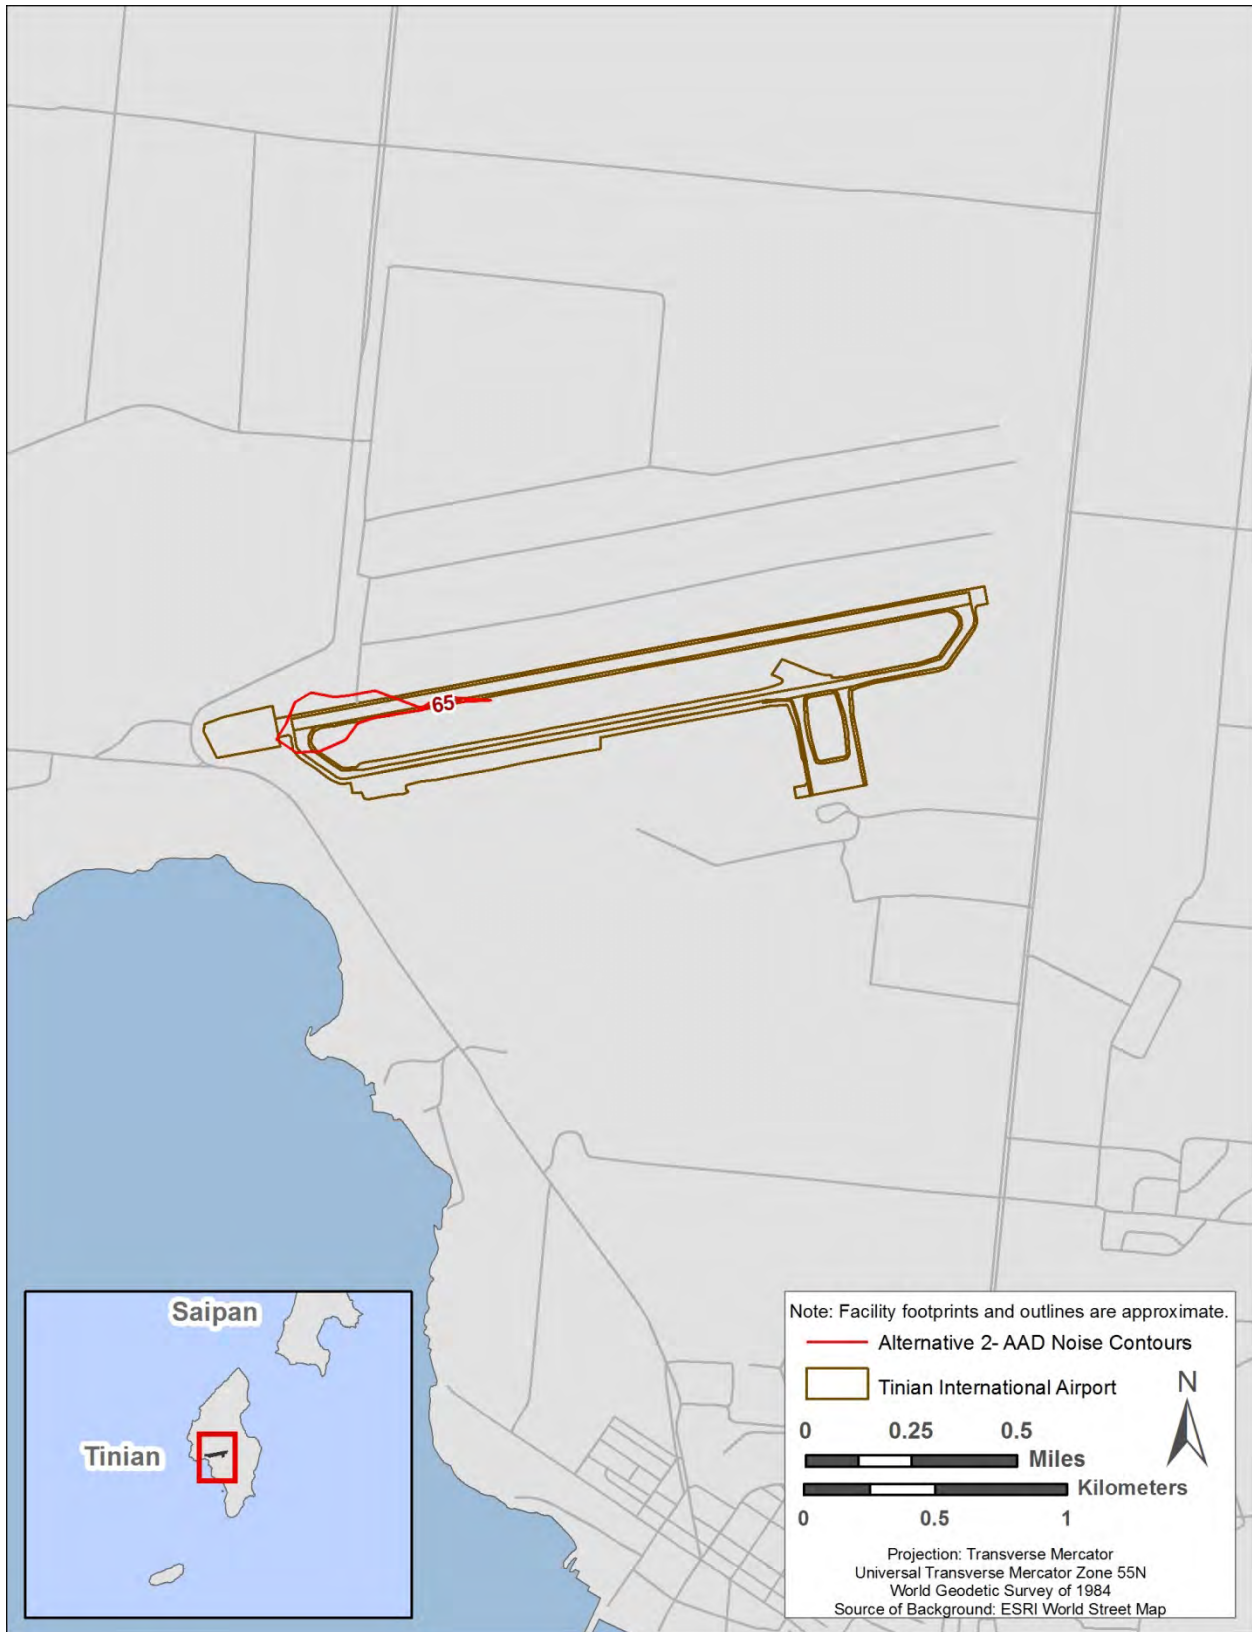 65
Saipan
Tinian
Note: Facility footprints and outlines are approximate.
Alternative 2- AAD Noise Contours
Tinian International Airport
N
0 0.25 0.5
Miles
Kilometers
0 0.5 1
Projection: Transverse Mercator
Universal Transverse Mercator Zone 55N
World Geodetic Survey of 1984
Source of Background: ESRI World Street Map